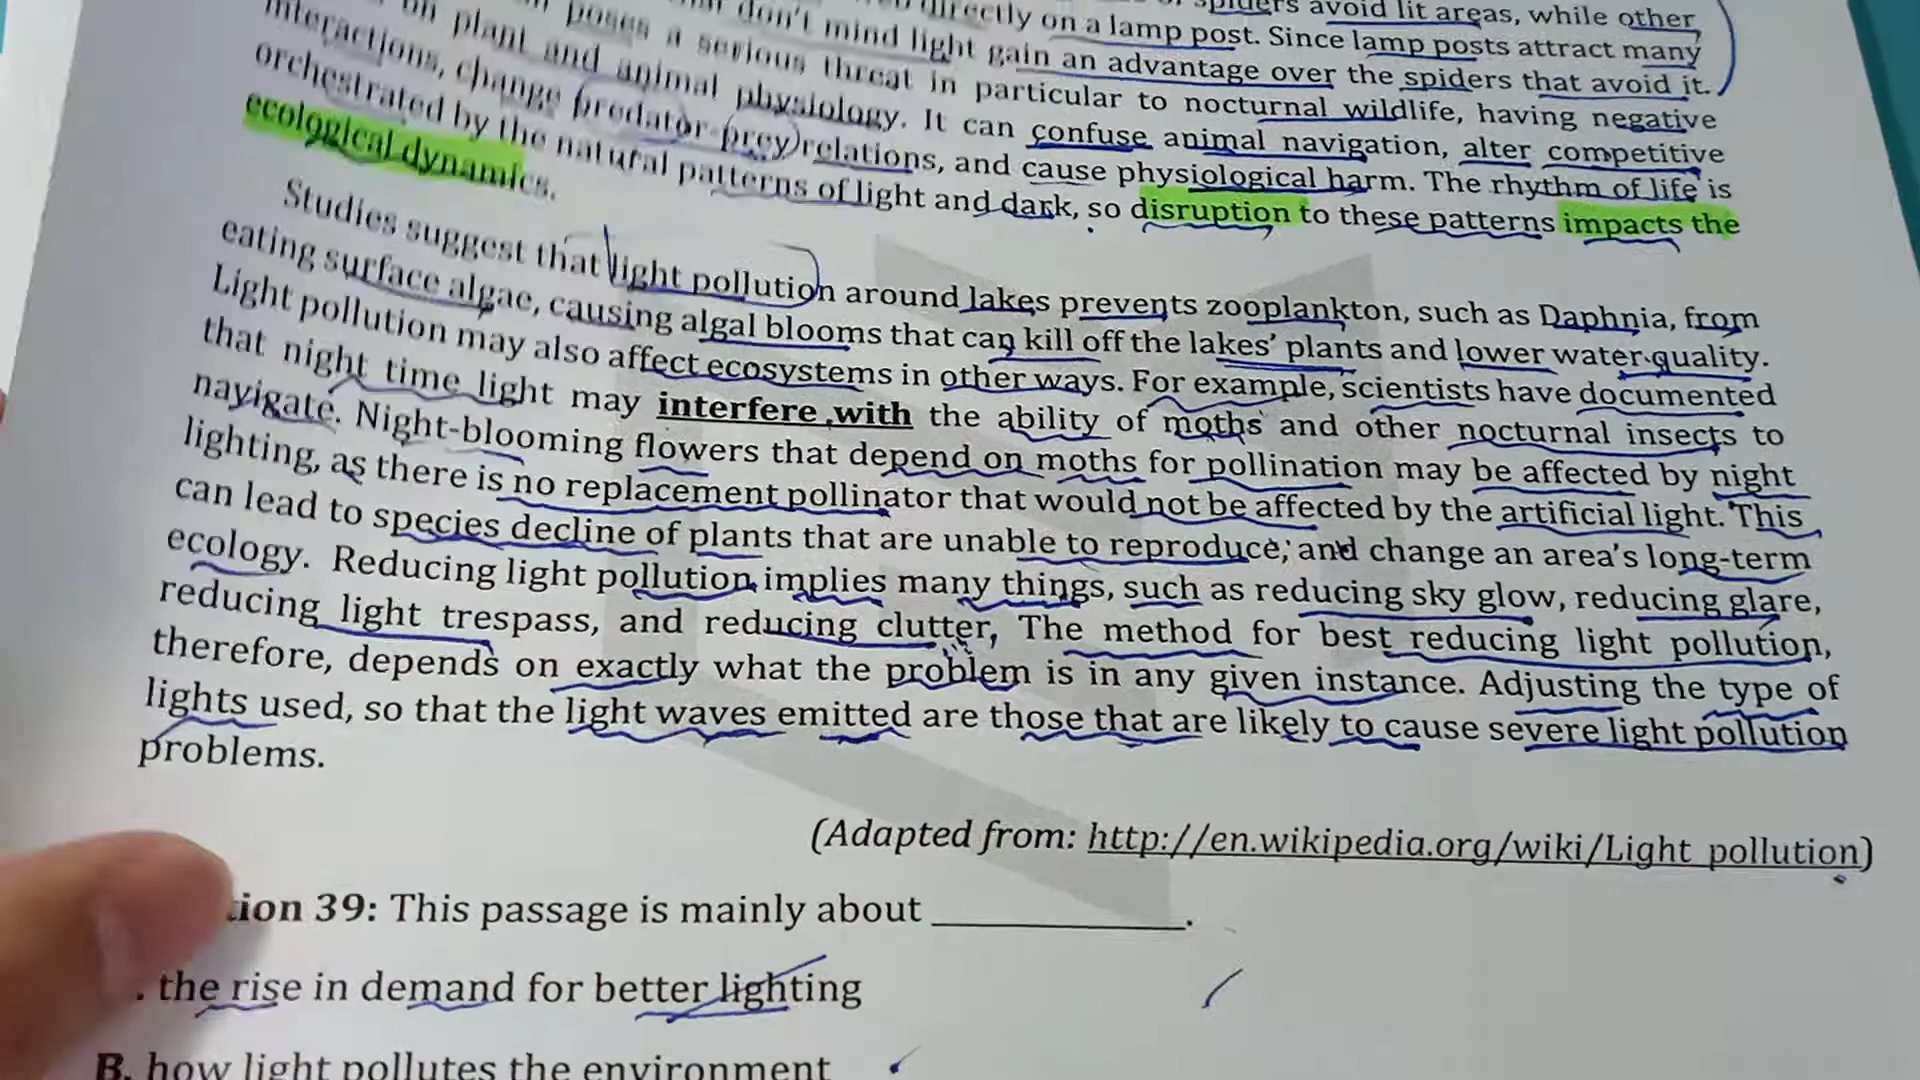 spiders avoid lit areas, while other
directly on a lamp post. Since lamp posts attract many
don't mind light gain an advantage over the spiders that avoid it.
poses a serious threat in particular to nocturnal wildlife, having negative
on plant and animal physiology. It can confuse animal navigation, alter competitive
interactions, change predator-prey relations, and cause physiological harm. The rhythm of life is
orchestrated by the natural patterns of light and dark, so disruption to these patterns impacts the
ecological dynamics.
Studies suggest that light pollution around lakes prevents zooplankton, such as Daphnia, from
eating surface algae, causing algal blooms that can kill off the lakes' plants and lower water quality.
Light pollution may also affect ecosystems in other ways. For example, scientists have documented
that night time light may interfere with the ability of moths and other nocturnal insects to
navigate. Night-blooming flowers that depend on moths for pollination may be affected by night
lighting, as there is no replacement pollinator that would not be affected by the artificial light. This
can lead to species decline of plants that are unable to reproduce, and change an area's long-term
ecology. Reducing light pollution implies many things, such as reducing sky glow, reducing glare,
reducing light trespass, and reducing clutter, The method for best reducing light pollution,
therefore, depends on exactly what the problem is in any given instance. Adjusting the type of
lights used, so that the light waves emitted are those that are likely to cause severe light pollution
problems.
(Adapted from: http://en.wikipedia.org/wiki/Light pollution)
tion 39: This passage is mainly about ____________.
. the rise in demand for better lighting
B. how light pollutes the environment